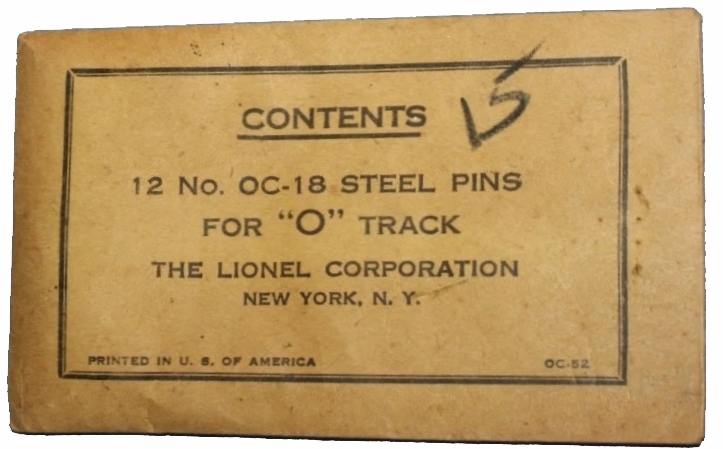 CONTENTS
15
12 No. OC-18 STEEL PINS
FOR "O" TRACK
THE LIONEL CORPORATION
NEW YORK, N. Y.
PRINTED IN U. S. OF AMERICA
OC-52